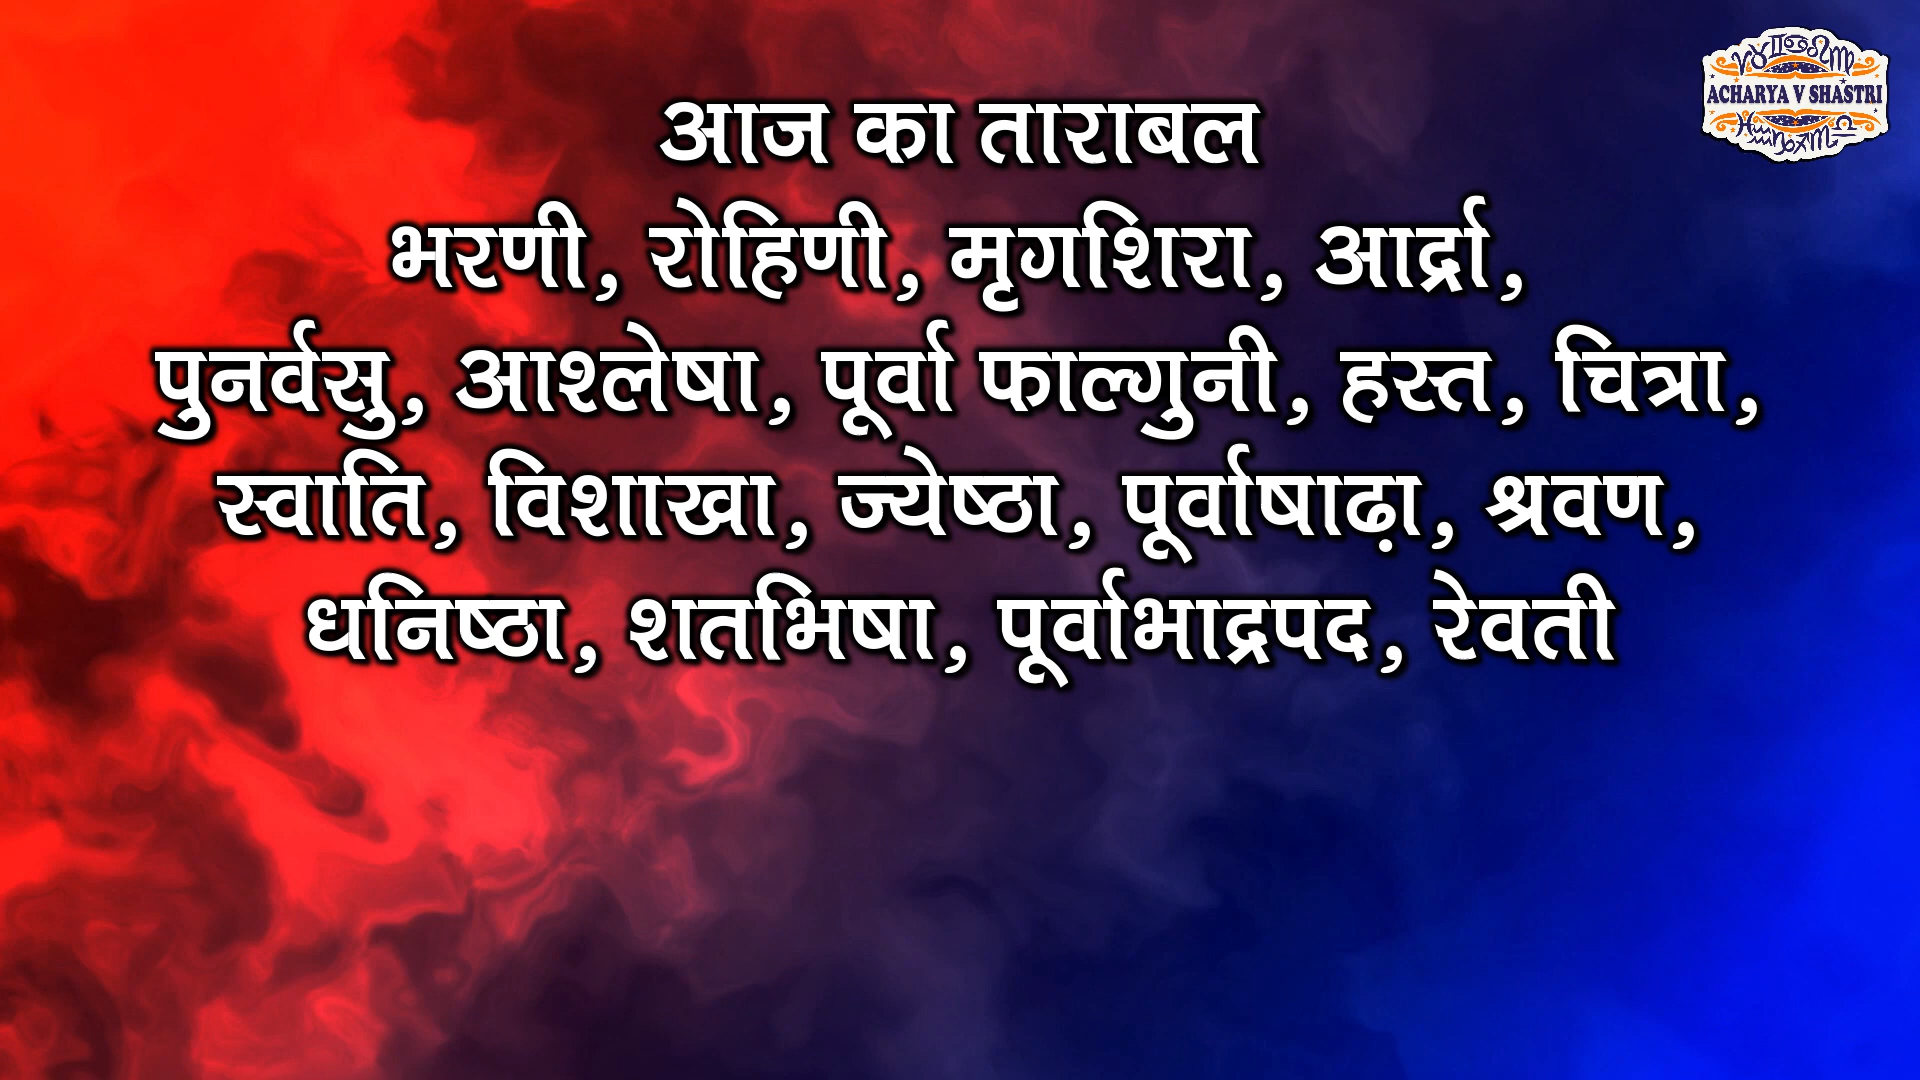 ACHARYA V SHASTRI
आज का ताराबल
भरणी, रोहिणी, मृगशिरा, आर्द्रा,
पुनर्वसु, आश्लेषा, पूर्वा फाल्गुनी, हस्त, चित्रा,
स्वाति, विशाखा, ज्येष्ठा, पूर्वाषाढ़ा, श्रवण,
धनिष्ठा, शतभिषा, पूर्वाभाद्रपद, रेवती